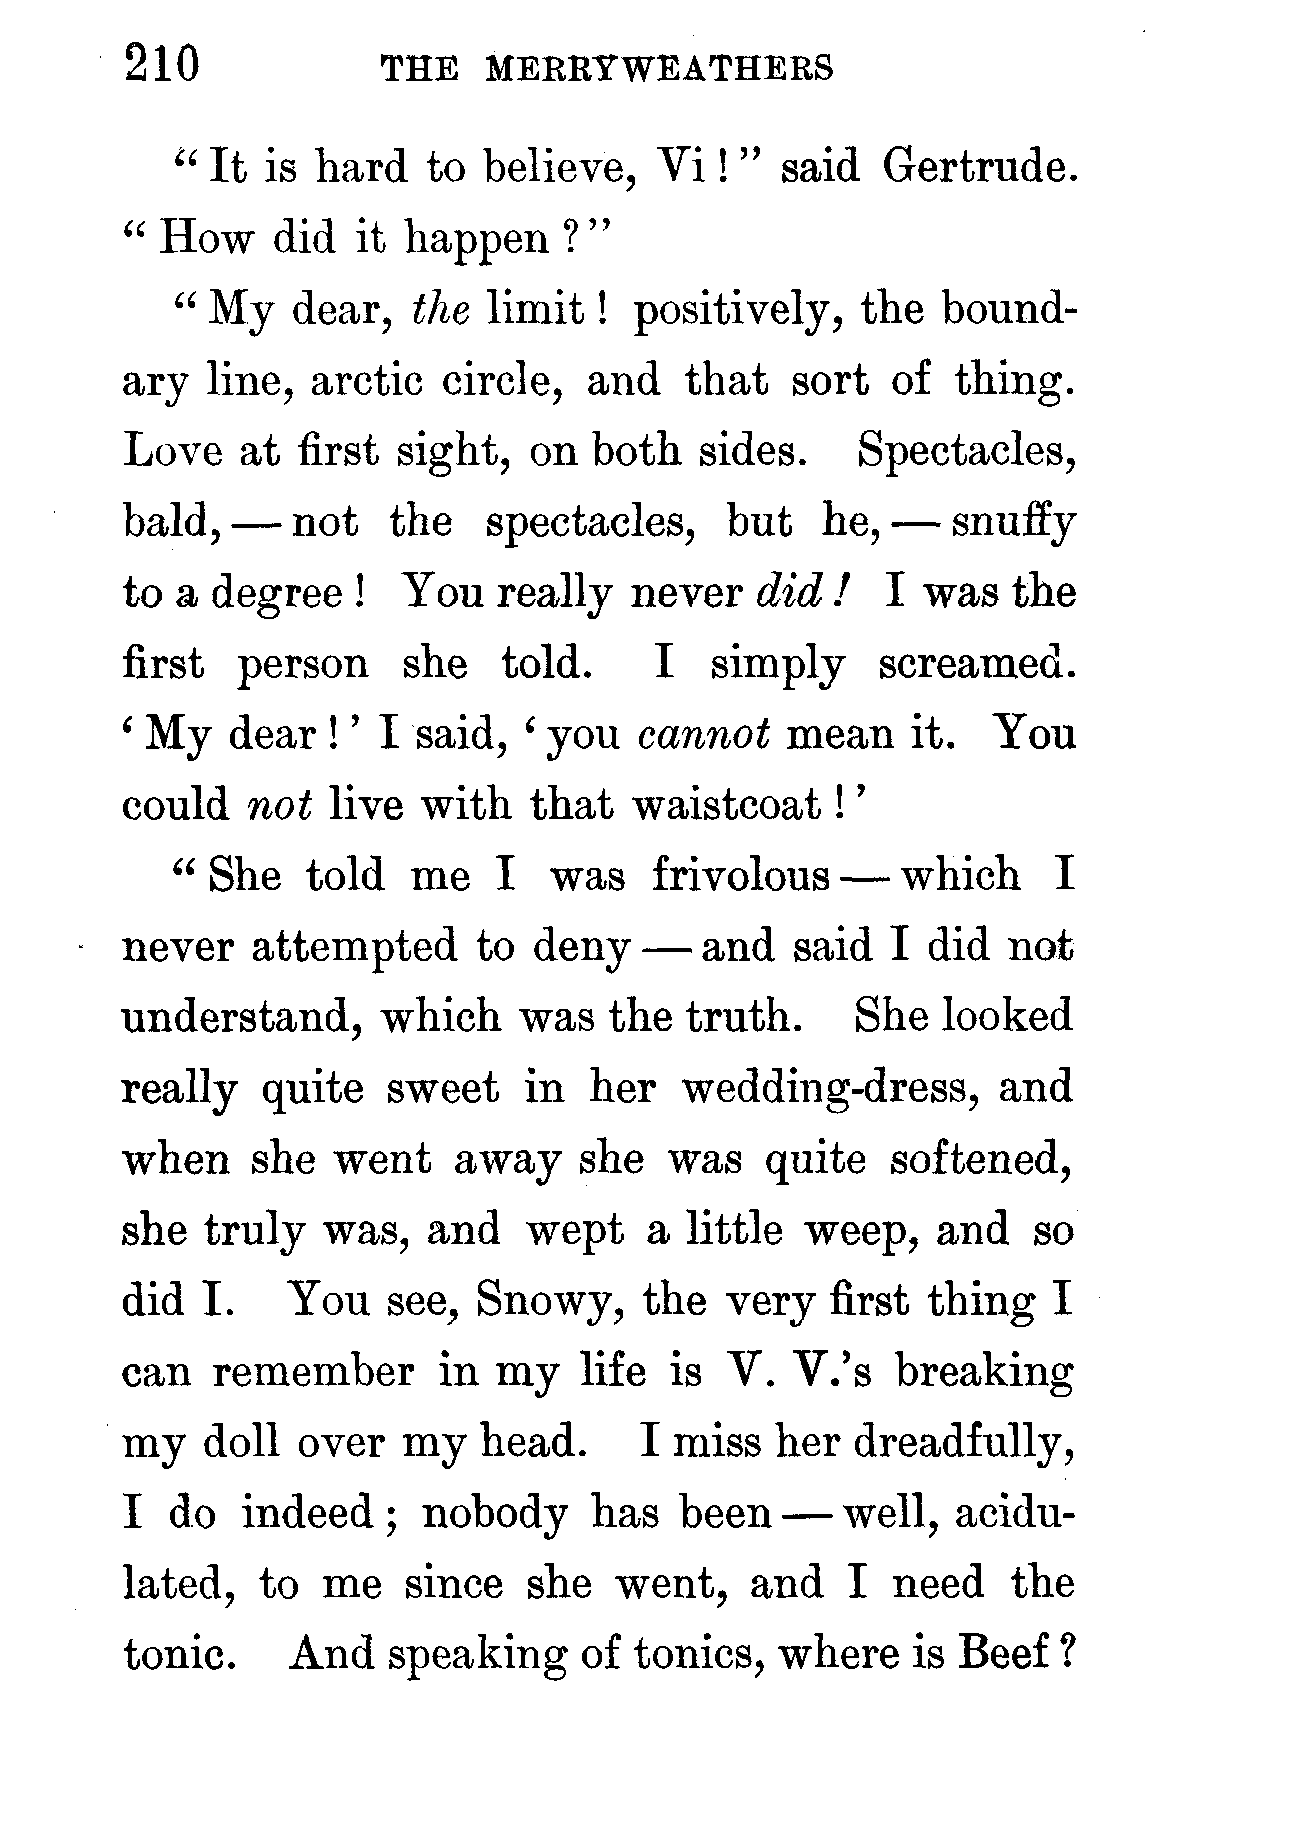 210 THE MERRYWEATHERS
“ It is hard to believe, Vi ! ” said Gertrude.
“ How did it happen ? ”
“ My dear, the limit ! positively, the bound-
ary line, arctic circle, and that sort of thing.
Love at first sight, on both sides. Spectacles,
bald, — not the spectacles, but he, — snuffy
to a degree ! You really never did ! I was the
first person she told. I simply screamed.
‘ My dear ! ’ I said, ‘ you cannot mean it. You
could not live with that waistcoat ! ’
“ She told me I was frivolous — which I
never attempted to deny — and said I did not
understand, which was the truth. She looked
really quite sweet in her wedding-dress, and
when she went away she was quite softened,
she truly was, and wept a little weep, and so
did I. You see, Snowy, the very first thing I
can remember in my life is V. V.’s breaking
my doll over my head. I miss her dreadfully,
I do indeed ; nobody has been — well, acidu-
lated, to me since she went, and I need the
tonic. And speaking of tonics, where is Beef ?